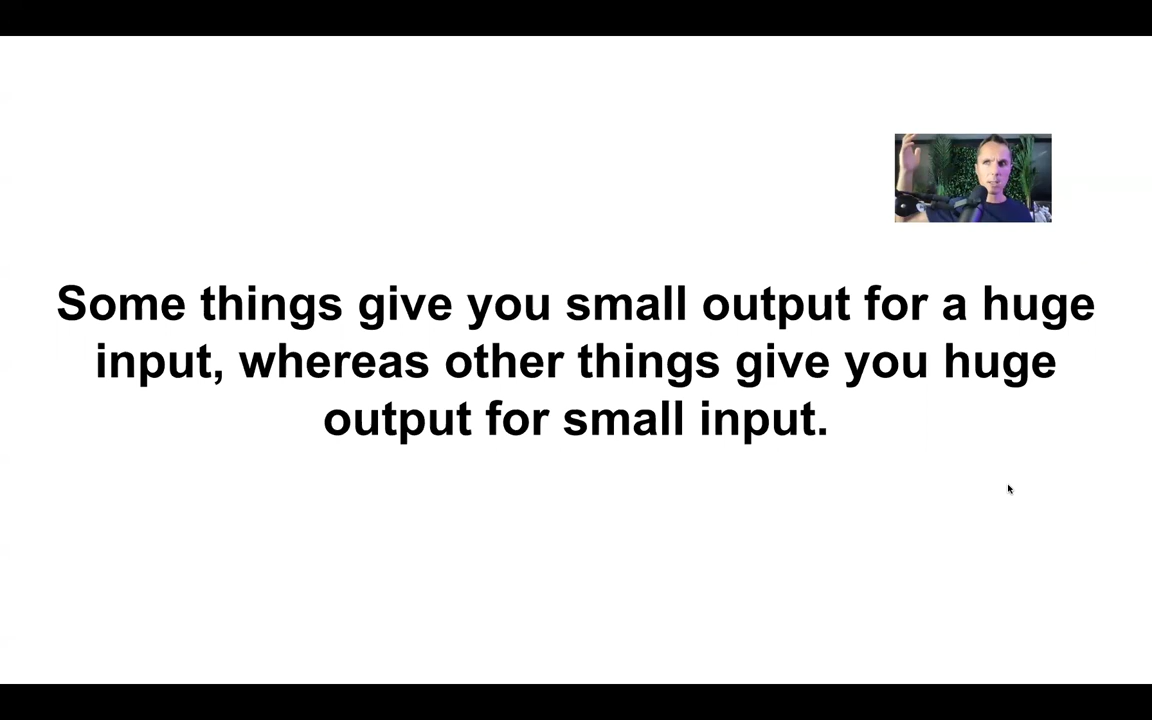 Some things give you small output for a huge
input, whereas other things give you huge
output for small input.